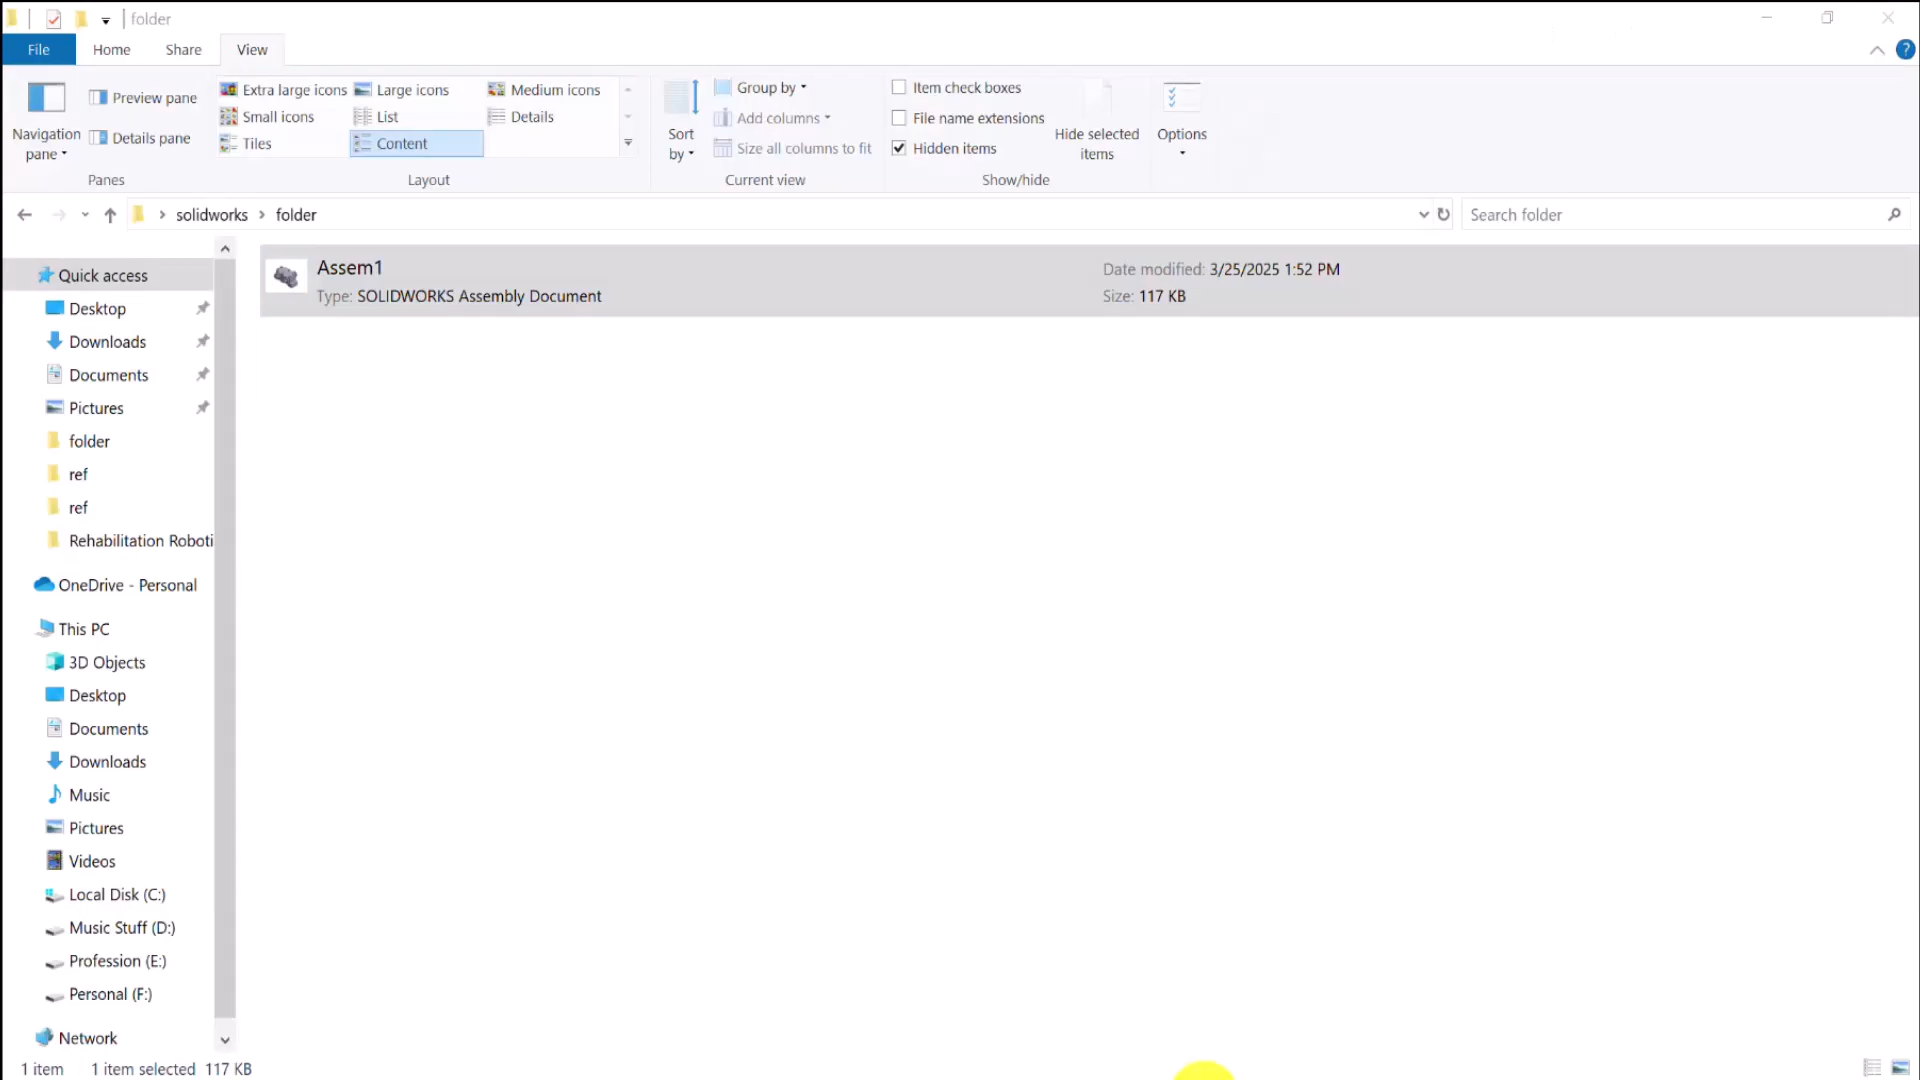 folder
File
Home
Share
View
Navigation pane
Preview pane
Details pane
Panes
Extra large icons
Large icons
Medium icons
Small icons
List
Details
Tiles
Content
Layout
Sort by
Group by
Add columns
Size all columns to fit
Current view
Item check boxes
File name extensions
Hidden items
Hide selected items
Show/hide
Options
solidworks
folder
Search folder
Quick access
Desktop
Downloads
Documents
Pictures
folder
ref
ref
Rehabilitation Roboti
OneDrive - Personal
This PC
3D Objects
Desktop
Documents
Downloads
Music
Pictures
Videos
Local Disk (C:)
Music Stuff (D:)
Profession (E:)
Personal (F:)
Network
Assem1
Type: SOLIDWORKS Assembly Document
Date modified: 3/25/2025 1:52 PM
Size: 117 KB
1 item
1 item selected 117 KB